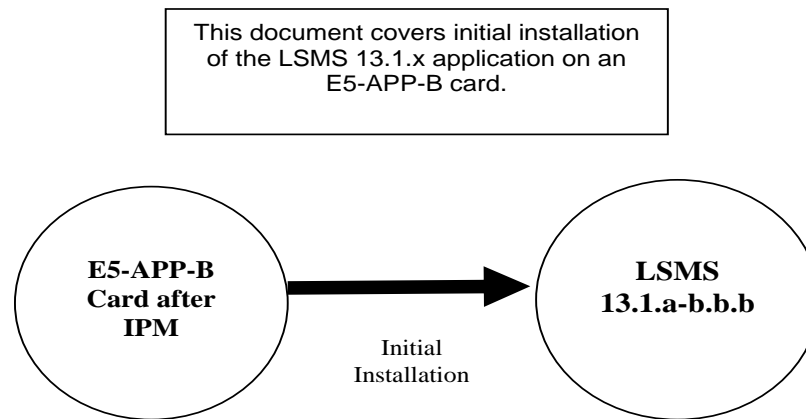 This document covers initial installation
of the LSMS 13.1.x application on an
E5-APP-B card.
E5-APP-B
Card after
IPM
Initial
Installation
LSMS
13.1.a-b.b.b